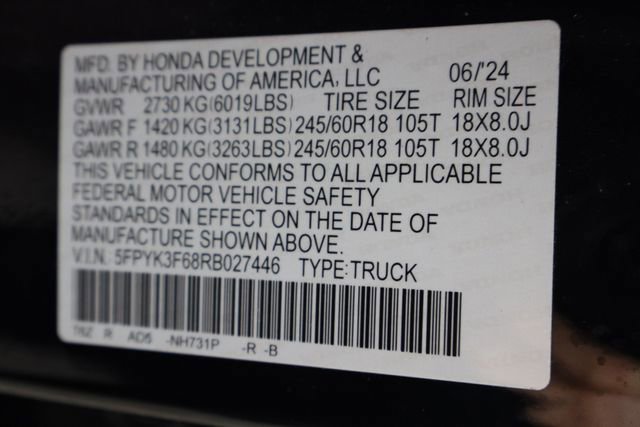 MFD. BY HONDA DEVELOPMENT &
MANUFACTURING OF AMERICA, LLC 06/'24
GVWR 2730 KG(6019LBS) TIRE SIZE RIM SIZE
GAWR F 1420 KG(3131LBS) 245/60R18 105T 18X8.0J
GAWR R 1480 KG(3263LBS) 245/60R18 105T 18X8.0J
THIS VEHICLE CONFORMS TO ALL APPLICABLE
FEDERAL MOTOR VEHICLE SAFETY
STANDARDS IN EFFECT ON THE DATE OF
MANUFACTURE SHOWN ABOVE.
V.I.N.: 5FPYK3F68RB027446 TYPE:TRUCK
R AD5 -NH731P -R -B